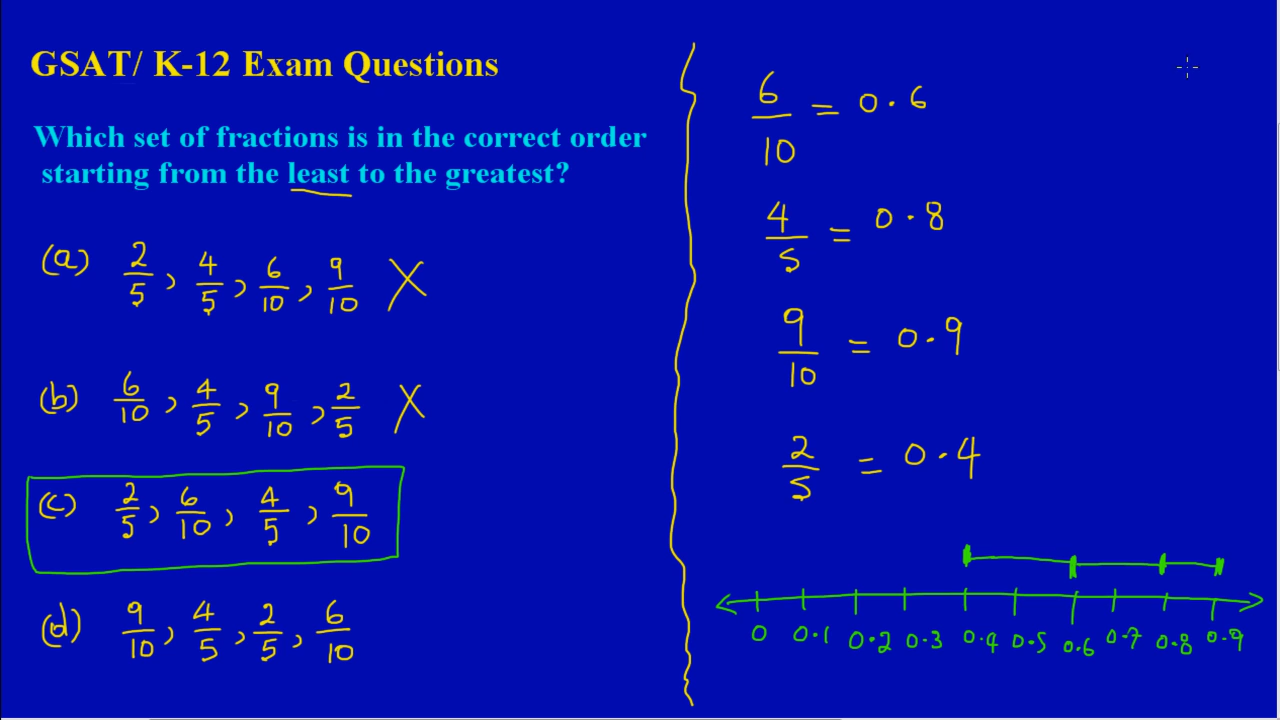 GSAT/ K-12 Exam Questions
Which set of fractions is in the correct order
starting from the least to the greatest?
(a) 2/5, 4/5, 6/10, 9/10 X
(b) 6/10, 4/5, 9/10, 2/5 X
(c) 2/5, 6/10, 4/5, 9/10
(d) 9/10, 4/5, 2/5, 6/10
6/10 = 0.6
4/5 = 0.8
9/10 = 0.9
2/5 = 0.4
0 0.1 0.2 0.3 0.4 0.5 0.6 0.7 0.8 0.9